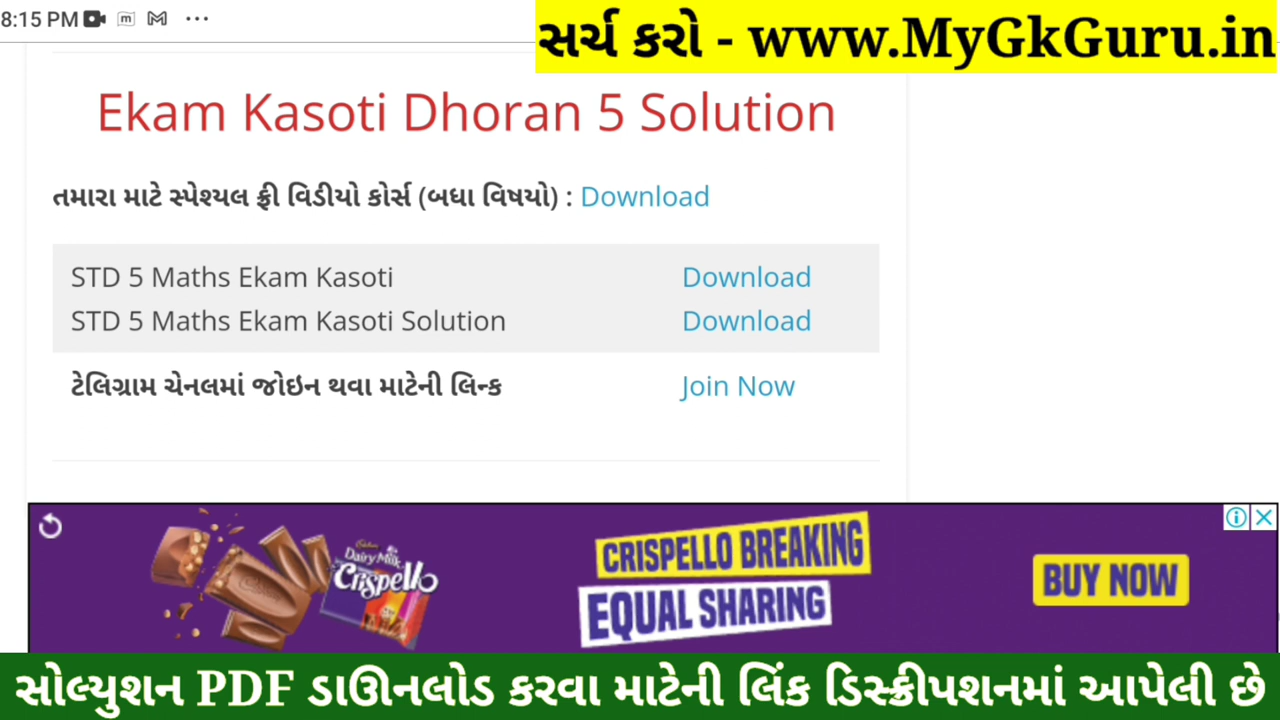 8:15 PM
સર્ચ કરો - www.MyGkGuru.in
Ekam Kasoti Dhoran 5 Solution
તમારા માટે સ્પેશ્યલ ફ્રી વિડીયો કોર્સ (બધા વિષયો) : Download
STD 5 Maths Ekam Kasoti Download
STD 5 Maths Ekam Kasoti Solution Download
ટેલિગ્રામ ચેનલમાં જોઇન થવા માટેની લિન્ક Join Now
Cadbury
Dairy Milk
Crispello
CRISPELLO BREAKING
EQUAL SHARING
BUY NOW
સોલ્યુશન PDF ડાઊનલોડ કરવા માટેની લિંક ડિસ્ક્રીપશનમાં આપેલી છે